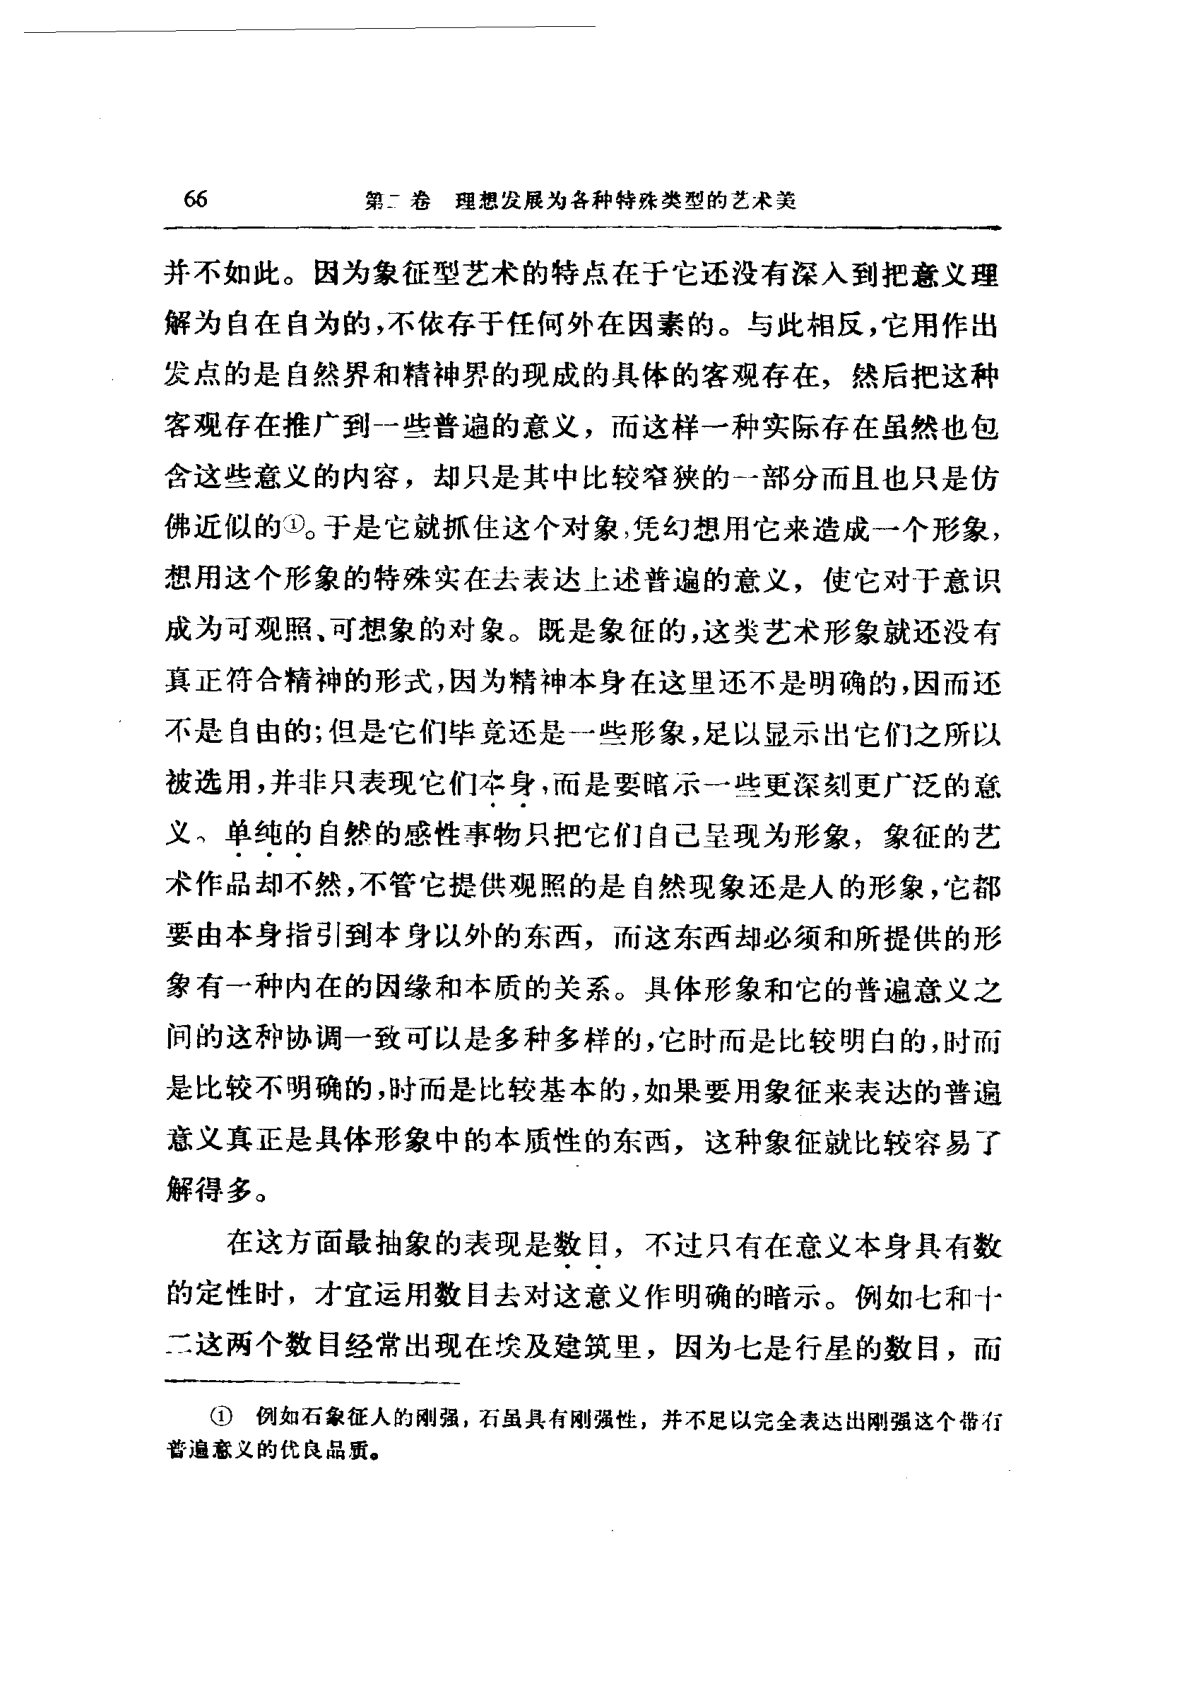 66 第二卷 理想发展为各种特殊类型的艺术美
并不如此。因为象征型艺术的特点在于它还没有深入到把意义理
解为自在自为的,不依存于任何外在因素的。与此相反,它用作出
发点的是自然界和精神界的现成的具体的客观存在，然后把这种
客观存在推广到一些普遍的意义，而这样一种实际存在虽然也包
含这些意义的内容，却只是其中比较窄狭的一部分而且也只是仿
佛近似的①。于是它就抓住这个对象,凭幻想用它来造成一个形象,
想用这个形象的特殊实在去表达上述普遍的意义，使它对于意识
成为可观照、可想象的对象。既是象征的,这类艺术形象就还没有
真正符合精神的形式,因为精神本身在这里还不是明确的,因而还
不是自由的;但是它们毕竟还是一些形象,足以显示出它们之所以
被选用,并非只表现它们本身,而是要暗示一些更深刻更广泛的意
义、单纯的自然的感性事物只把它们自己呈现为形象，象征的艺
术作品却不然,不管它提供观照的是自然现象还是人的形象,它都
要由本身指引到本身以外的东西，而这东西却必须和所提供的形
象有一种内在的因缘和本质的关系。具体形象和它的普遍意义之
间的这种协调一致可以是多种多样的,它时而是比较明白的,时而
是比较不明确的,时而是比较基本的,如果要用象征来表达的普遍
意义真正是具体形象中的本质性的东西，这种象征就比较容易了
解得多。
在这方面最抽象的表现是数目，不过只有在意义本身具有数
的定性时，才宜运用数目去对这意义作明确的暗示。例如七和十
二这两个数目经常出现在埃及建筑里，因为七是行星的数目，而
① 例如石象征人的刚强，石虽具有刚强性，并不足以完全表达出刚强这个带有
普遍意义的优良品质。